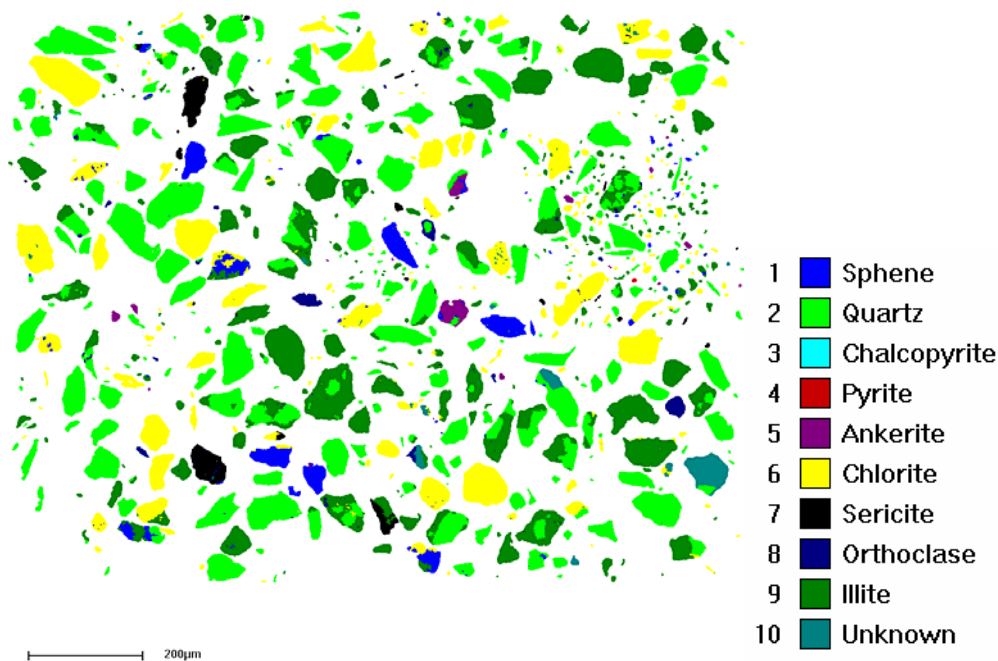 1 Sphene
2 Quartz
3 Chalcopyrite
4 Pyrite
5 Ankerite
6 Chlorite
7 Sericite
8 Orthoclase
9 Illite
10 Unknown
200µm